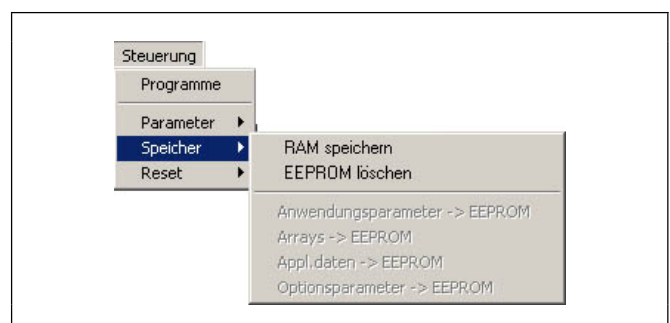 Steuerung
Programme
Parameter
Speicher
Reset
RAM speichern
EEPROM löschen
Anwendungsparameter -> EEPROM
Arrays -> EEPROM
Appl.daten -> EEPROM
Optionsparameter -> EEPROM